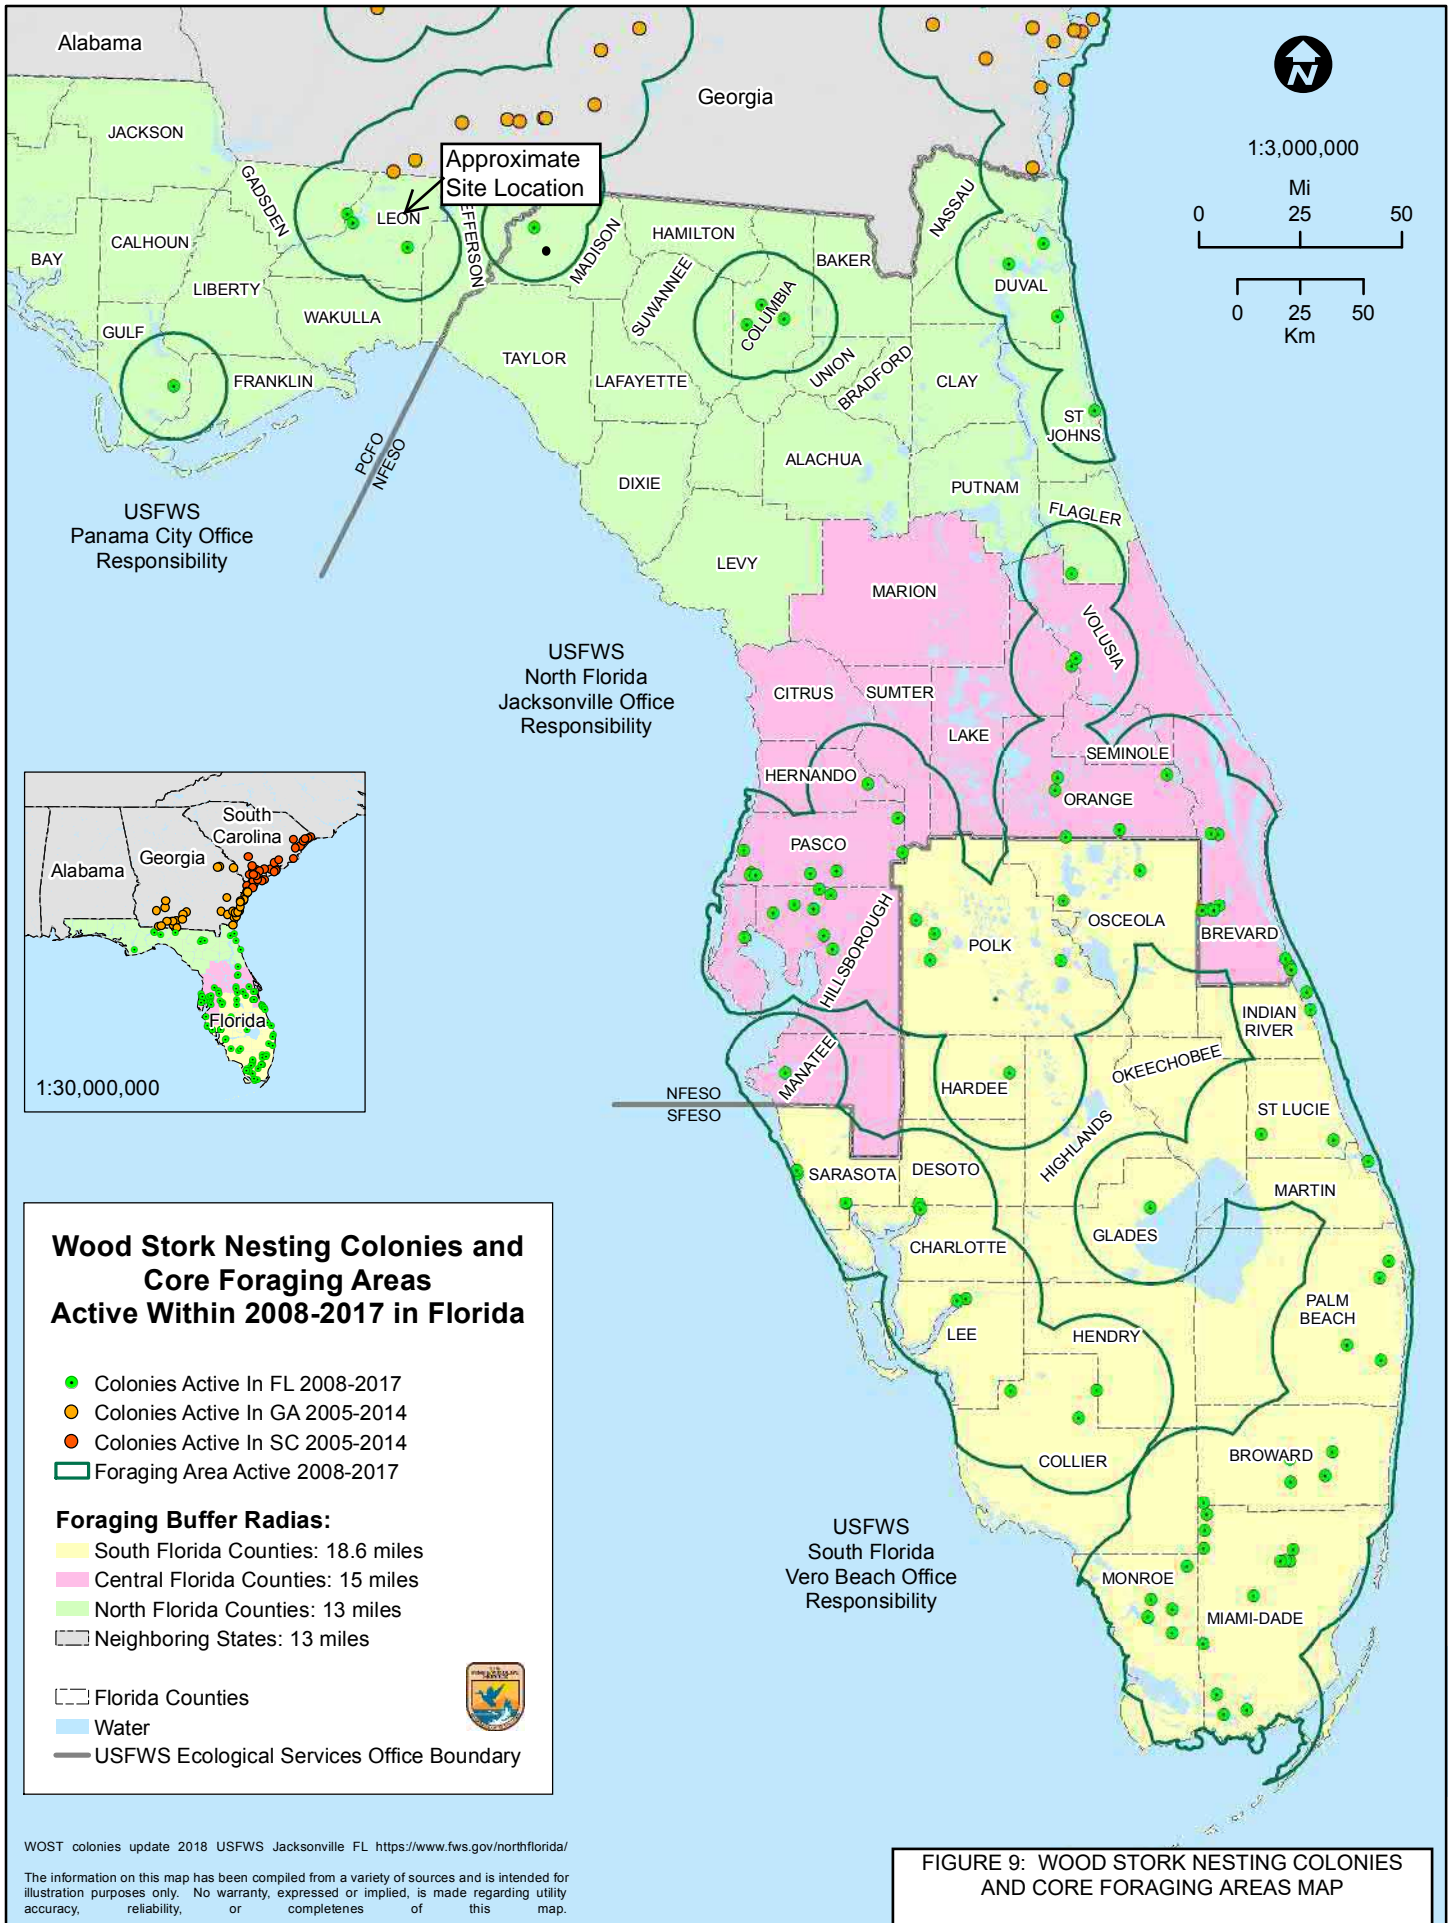 Alabama
Georgia
N
1:3,000,000
Mi
0 25 50
0 25 50
Km
Approximate
Site Location
JACKSON
GADSDEN
LEON
EFFERSON
MADISON
HAMILTON
BAKER
NASSAU
BAY
CALHOUN
LIBERTY
WAKULLA
SUWANNEE
COLUMBIA
DUVAL
GULF
FRANKLIN
TAYLOR
LAFAYETTE
UNION
BRADFORD
CLAY
ST
JOHNS
PCFO
NFESO
DIXIE
ALACHUA
PUTNAM
FLAGLER
USFWS
Panama City Office
Responsibility
LEVY
MARION
VOLUSIA
USFWS
North Florida
Jacksonville Office
Responsibility
CITRUS
SUMTER
LAKE
SEMINOLE
HERNANDO
ORANGE
PASCO
HILLSBOROUGH
POLK
OSCEOLA
BREVARD
INDIAN
RIVER
MANATEE
HARDEE
OKEECHOBEE
HIGHLANDS
ST LUCIE
NFESO
SFESO
SARASOTA
DESOTO
MARTIN
GLADES
CHARLOTTE
LEE
HENDRY
PALM
BEACH
COLLIER
BROWARD
MONROE
MIAMI-DADE
USFWS
South Florida
Vero Beach Office
Responsibility
South
Carolina
Georgia
Alabama
Florida
1:30,000,000
Wood Stork Nesting Colonies and
Core Foraging Areas
Active Within 2008-2017 in Florida
Colonies Active In FL 2008-2017
Colonies Active In GA 2005-2014
Colonies Active In SC 2005-2014
Foraging Area Active 2008-2017
Foraging Buffer Radias:
South Florida Counties: 18.6 miles
Central Florida Counties: 15 miles
North Florida Counties: 13 miles
Neighboring States: 13 miles
Florida Counties
Water
USFWS Ecological Services Office Boundary
WOST colonies update 2018 USFWS Jacksonville FL https://www.fws.gov/northflorida/
The information on this map has been compiled from a variety of sources and is intended for
illustration purposes only. No warranty, expressed or implied, is made regarding utility
accuracy, reliability, or completenes of this map.
FIGURE 9: WOOD STORK NESTING COLONIES
AND CORE FORAGING AREAS MAP